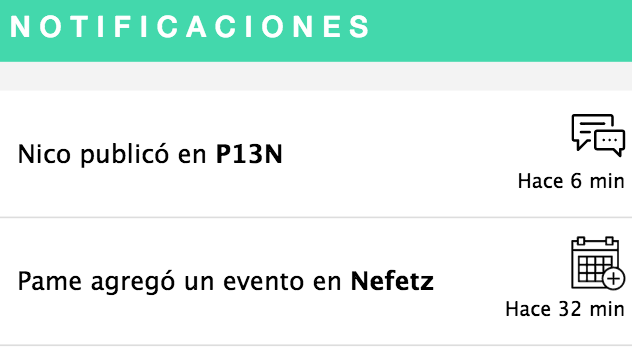 NOTIFICACIONES
Nico publicó en P13N
Hace 6 min
Pame agregó un evento en Nefetz
Hace 32 min